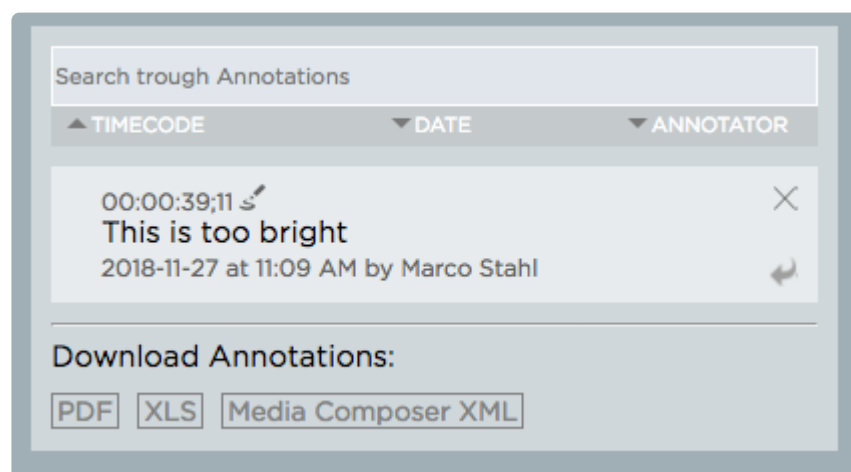 Search trough Annotations
TIMECODE DATE ANNOTATOR
00:00:39;11
This is too bright
2018-11-27 at 11:09 AM by Marco Stahl
Download Annotations:
PDF XLS Media Composer XML